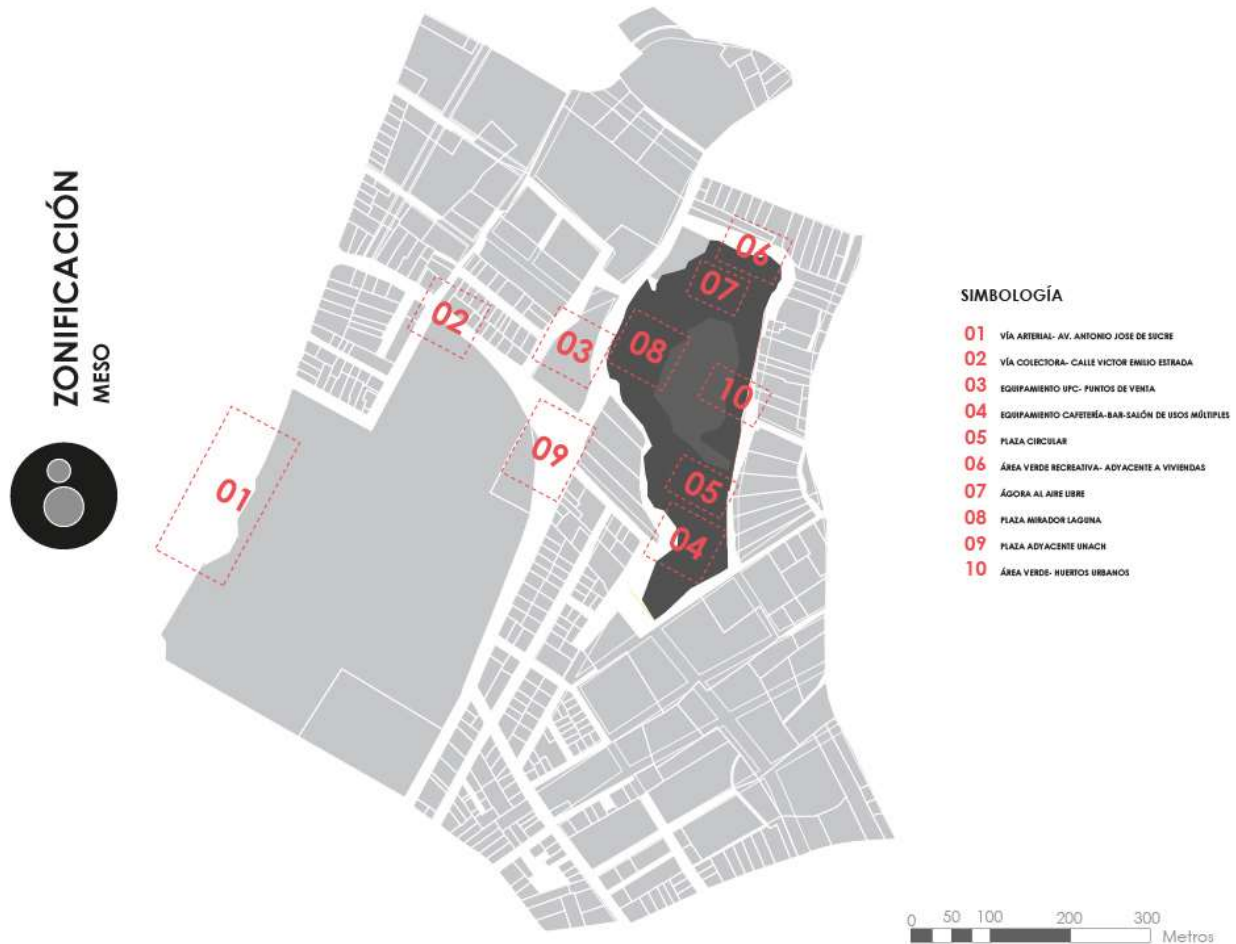 ZONIFICACIÓN
MESO
06
07
02
03
08
10
09
05
01
04
SIMBOLOGÍA
01 VÍA ARTERIAL- AV. ANTONIO JOSE DE SUCRE
02 VÍA COLECTORA- CALLE VICTOR EMILIO ESTRADA
03 EQUIPAMIENTO UPC- PUNTOS DE VENTA
04 EQUIPAMIENTO CAFETERÍA-BAR-SALÓN DE USOS MÚLTIPLES
05 PLAZA CIRCULAR
06 ÁREA VERDE RECREATIVA- ADYACENTE A VIVIENDAS
07 ÁGORA AL AIRE LIBRE
08 PLAZA MIRADOR LAGUNA
09 PLAZA ADYACENTE UNACH
10 ÁREA VERDE- HUERTOS URBANOS
0 50 100 200 300
Metros